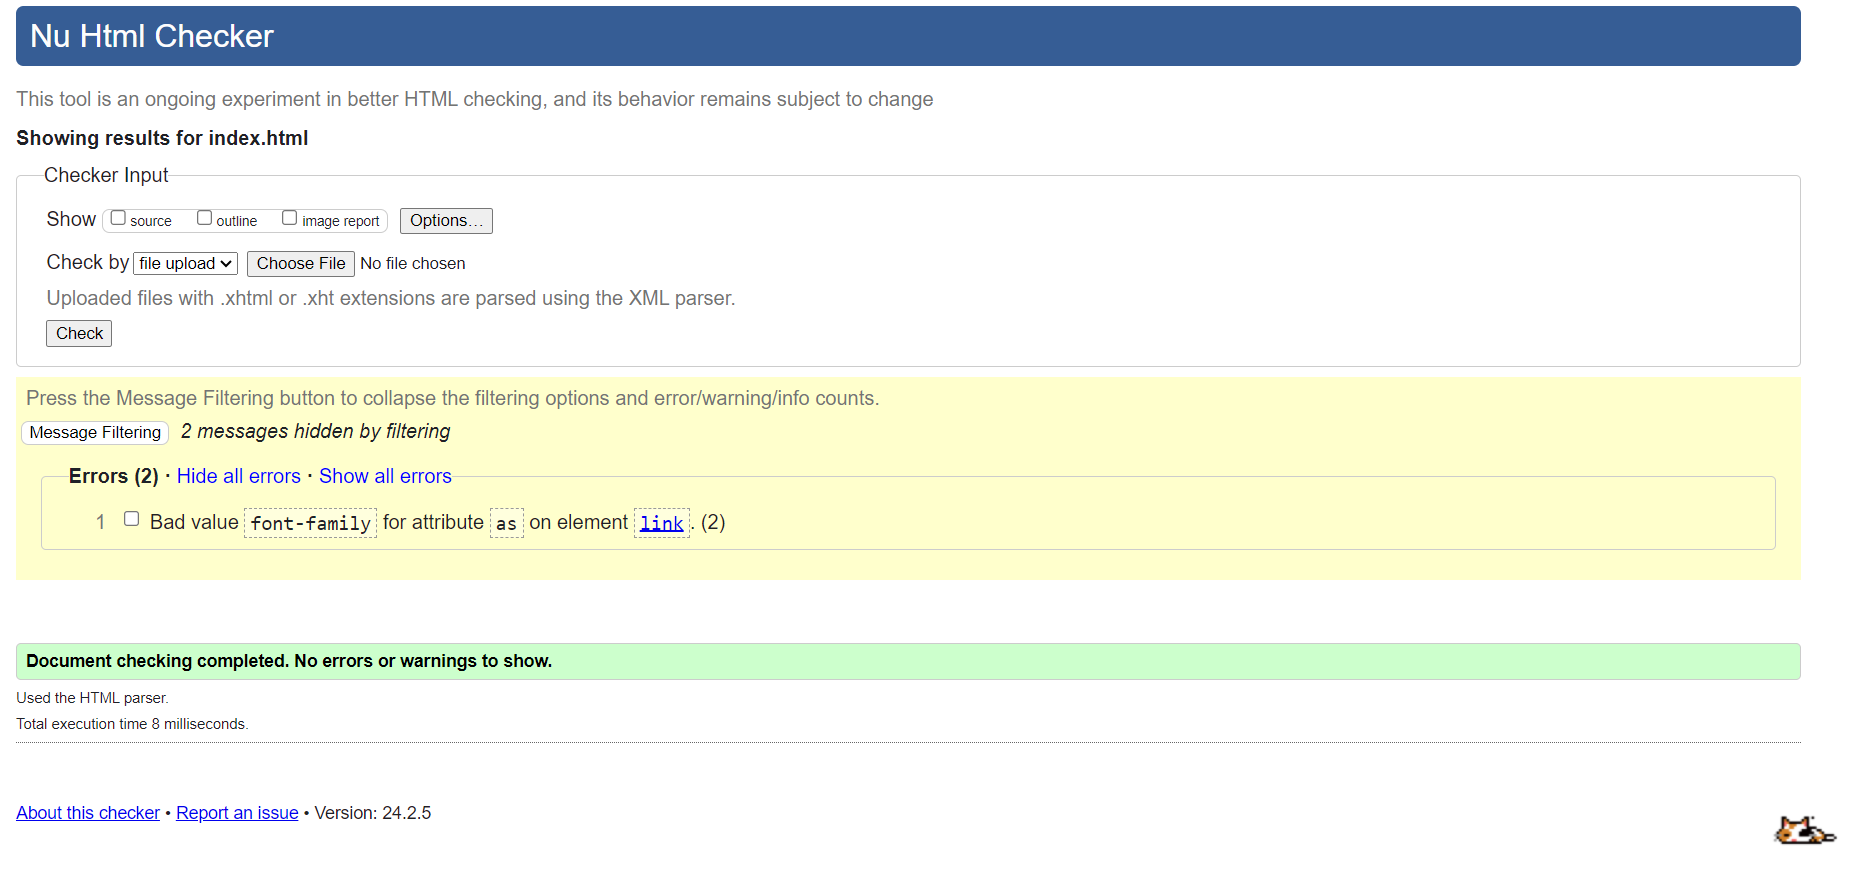 Nu Html Checker
This tool is an ongoing experiment in better HTML checking, and its behavior remains subject to change
Showing results for index.html
Checker Input
Show source outline image report Options...
Check by file upload Choose File No file chosen
Uploaded files with .xhtml or .xht extensions are parsed using the XML parser.
Check
Press the Message Filtering button to collapse the filtering options and error/warning/info counts.
Message Filtering 2 messages hidden by filtering
Errors (2) · Hide all errors · Show all errors
1 Bad value font-family for attribute as on element link. (2)
Document checking completed. No errors or warnings to show.
Used the HTML parser.
Total execution time 8 milliseconds.
About this checker • Report an issue • Version: 24.2.5